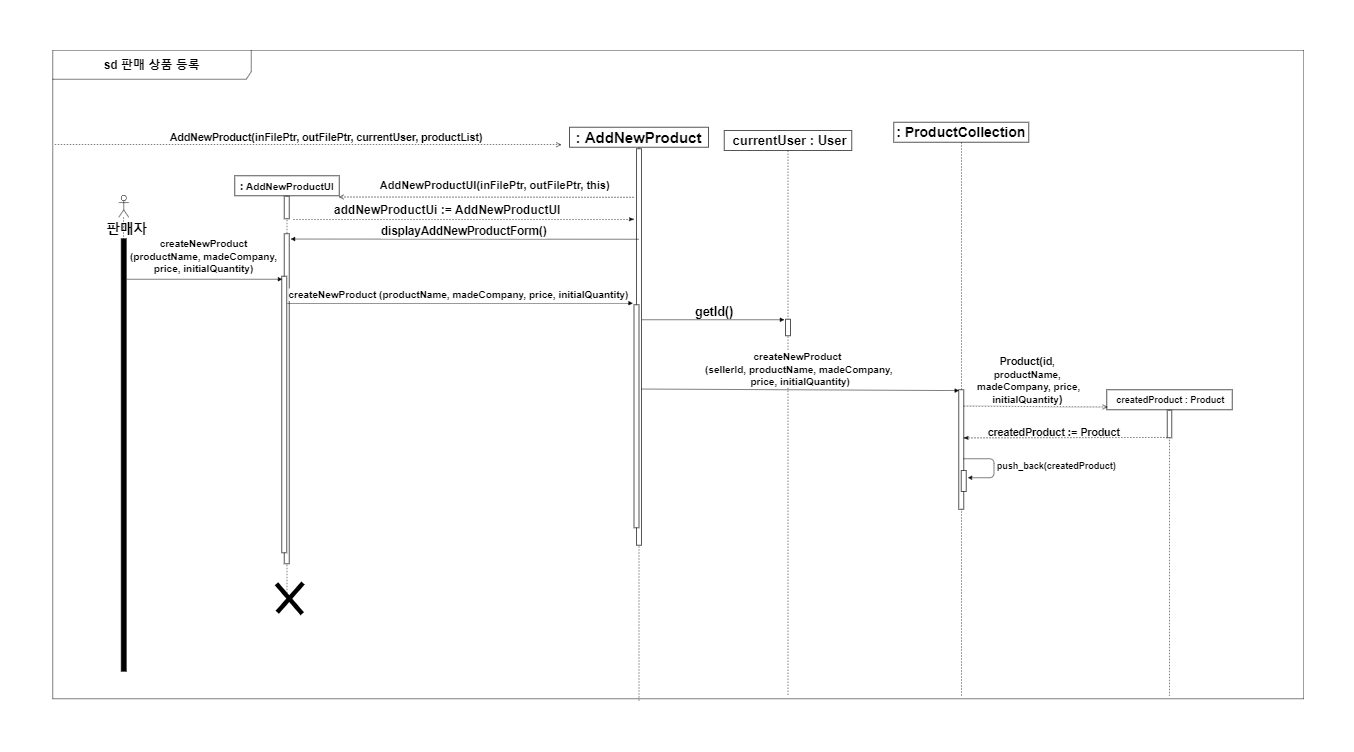 sd 판매 상품 등록
AddNewProduct(inFilePtr, outFilePtr, currentUser, productList)
: AddNewProduct
currentUser : User
: ProductCollection
: AddNewProductUI
AddNewProductUI(inFilePtr, outFilePtr, this)
addNewProductUi := AddNewProductUI
판매자
displayAddNewProductForm()
createNewProduct
(productName, madeCompany,
price, initialQuantity)
createNewProduct (productName, madeCompany, price, initialQuantity)
getId()
createNewProduct
(sellerId, productName, madeCompany,
price, initialQuantity)
Product(id,
productName,
madeCompany, price,
initialQuantity)
createdProduct : Product
createdProduct := Product
push_back(createdProduct)